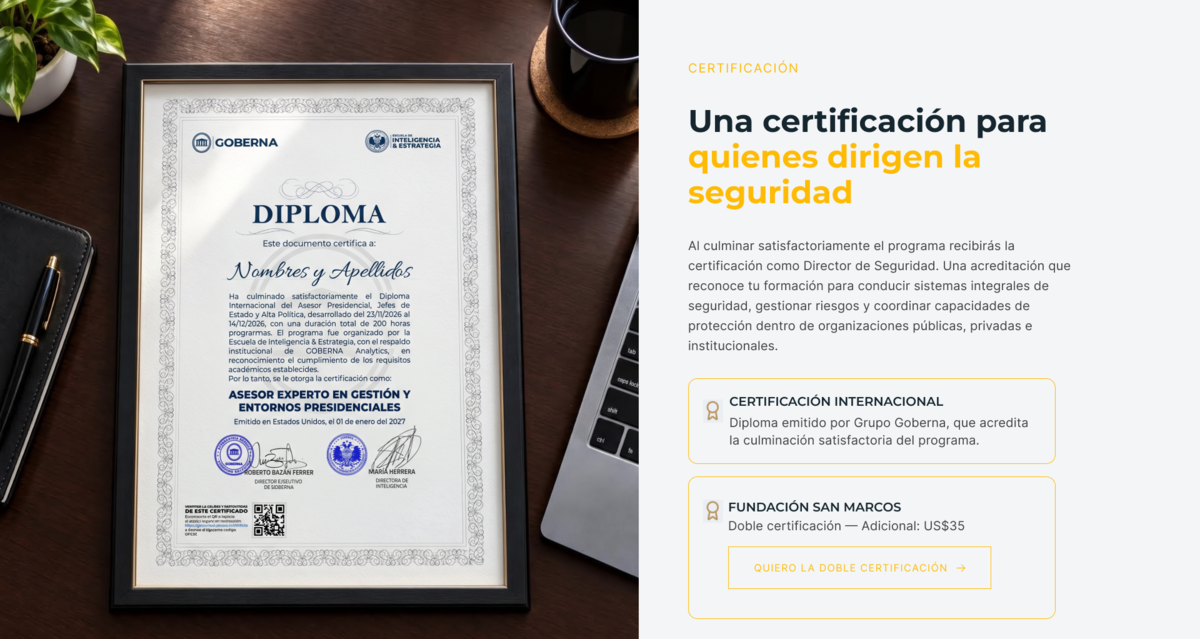 GOBERNA
ESCUELA DE
INTELIGENCIA
& ESTRATEGIA
DIPLOMA
Este documento certifica a:
Nombres y Apellidos
Ha culminado satisfactoriamente el Diploma
Internacional del Asesor Presidencial, Jefes de
Estado y Alta Política, desarrollado del 23/11/2026 al
14/12/2026, con una duración total de 200 horas
programas. El programa fue organizado por la
Escuela de Inteligencia & Estrategia, con el respaldo
institucional de GOBERNA Analytics, en
reconocimiento el cumplimiento de los requisitos
académicos establecides.
Por lo tanto, se le otorga la certificación como:
ASESOR EXPERTO EN GESTIÓN Y
ENTORNOS PRESIDENCIALES
Emitido en Estados Unidos, el 01 de enero del 2027
ROBERTO BAZÁN FERRER
DIRECTOR
MARÍA HERRERA
DIRECTORA DE
INTELIGENCIA
DE ESTE CERTIFICADO
tab
caps lock
shift
ctrl
fn
CERTIFICACIÓN
Una certificación para
quienes dirigen la
seguridad
Al culminar satisfactoriamente el programa recibirás la
certificación como Director de Seguridad. Una acreditación que
reconoce tu formación para conducir sistemas integrales de
seguridad, gestionar riesgos y coordinar capacidades de
protección dentro de organizaciones públicas, privadas e
institucionales.
CERTIFICACIÓN INTERNACIONAL
Diploma emitido por Grupo Goberna, que acredita
la culminación satisfactoria del programa.
FUNDACIÓN SAN MARCOS
Doble certificación — Adicional: US$35
QUIERO LA DOBLE CERTIFICACIÓN →